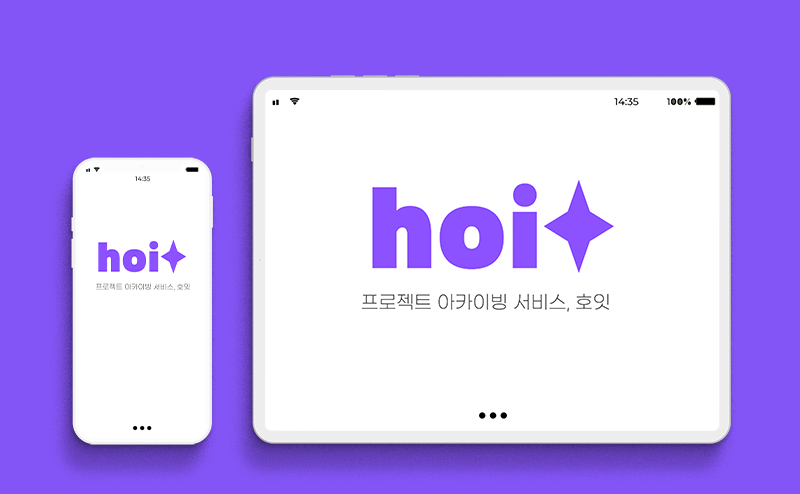 14:35
hoi
프로젝트 아카이빙 서비스, 호잇
14:35 100%
hoi
프로젝트 아카이빙 서비스, 호잇